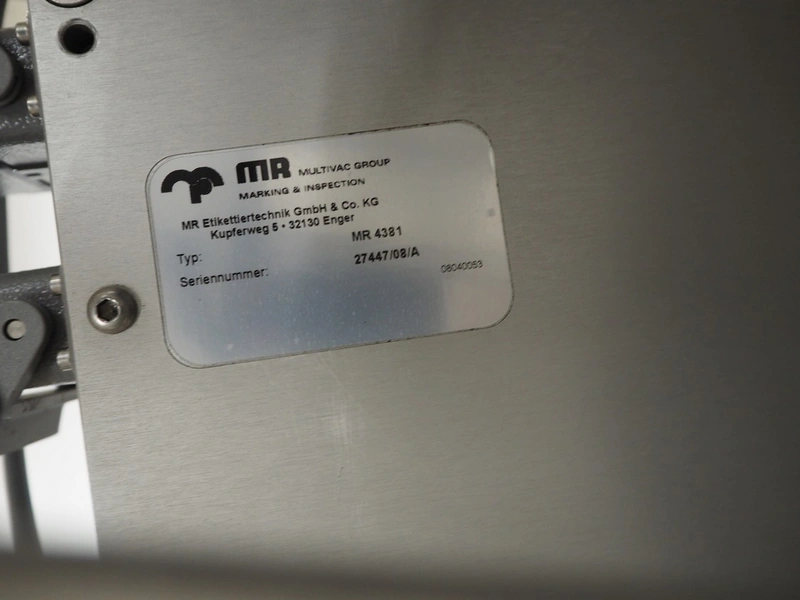 MR MULTIVAC GROUP
MARKING & INSPECTION
MR Etikettiertechnik GmbH & Co. KG
Kupferweg 5 • 32130 Enger
Typ: MR 4381
Seriennummer: 27447/08/A
08040053